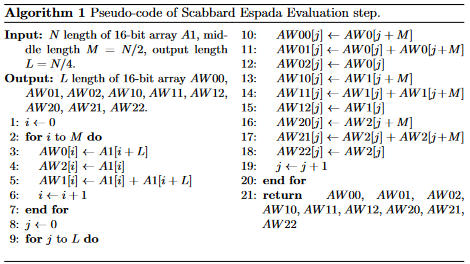 Algorithm 1 Pseudo-code of Scabbard Espada Evaluation step.
Input: N length of 16-bit array A1, mid-
dle length M = N/2, output length
L = N/4.
Output: L length of 16-bit array AW00,
AW01, AW02, AW10, AW11, AW12,
AW20, AW21, AW22.
1: i ← 0
2: for i to M do
3: AW0[i] ← A1[i + L]
4: AW2[i] ← A1[i]
5: AW1[i] ← A1[i] + A1[i + L]
6: i ← i + 1
7: end for
8: j ← 0
9: for j to L do
10: AW00[j] ← AW0[j + M]
11: AW01[j] ← AW0[j] + AW0[j+M]
12: AW02[j] ← AW0[j]
13: AW10[j] ← AW1[j + M]
14: AW11[j] ← AW1[j] + AW1[j+M]
15: AW12[j] ← AW1[j]
16: AW20[j] ← AW2[j + M]
17: AW21[j] ← AW2[j] + AW2[j+M]
18: AW22[j] ← AW2[j]
19: j ← j + 1
20: end for
21: return AW00, AW01, AW02,
AW10, AW11, AW12, AW20, AW21,
AW22